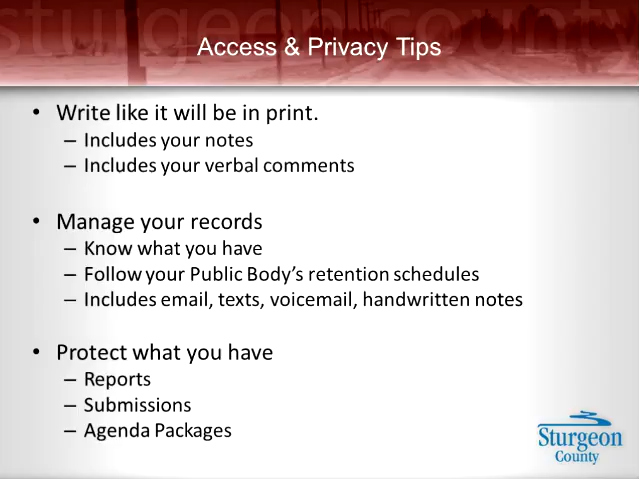 sturgeon county
Access & Privacy Tips
• Write like it will be in print.
– Includes your notes
– Includes your verbal comments
• Manage your records
– Know what you have
– Follow your Public Body's retention schedules
– Includes email, texts, voicemail, handwritten notes
• Protect what you have
– Reports
– Submissions
– Agenda Packages
Sturgeon
County